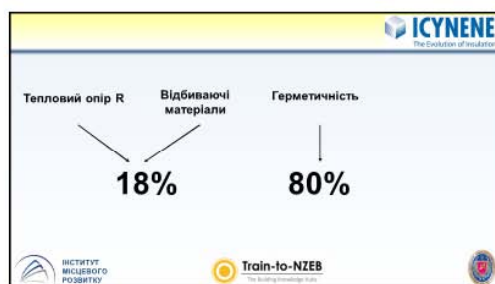 ICYNENE
The Evolution of Insulation
Тепловий опір R
Відбиваючі
матеріали
Герметичність
18%
80%
ІНСТИТУТ
МІСЦЕВОГО
РОЗВИТКУ
Train-to-NZEB
The Building Knowledge Hubs